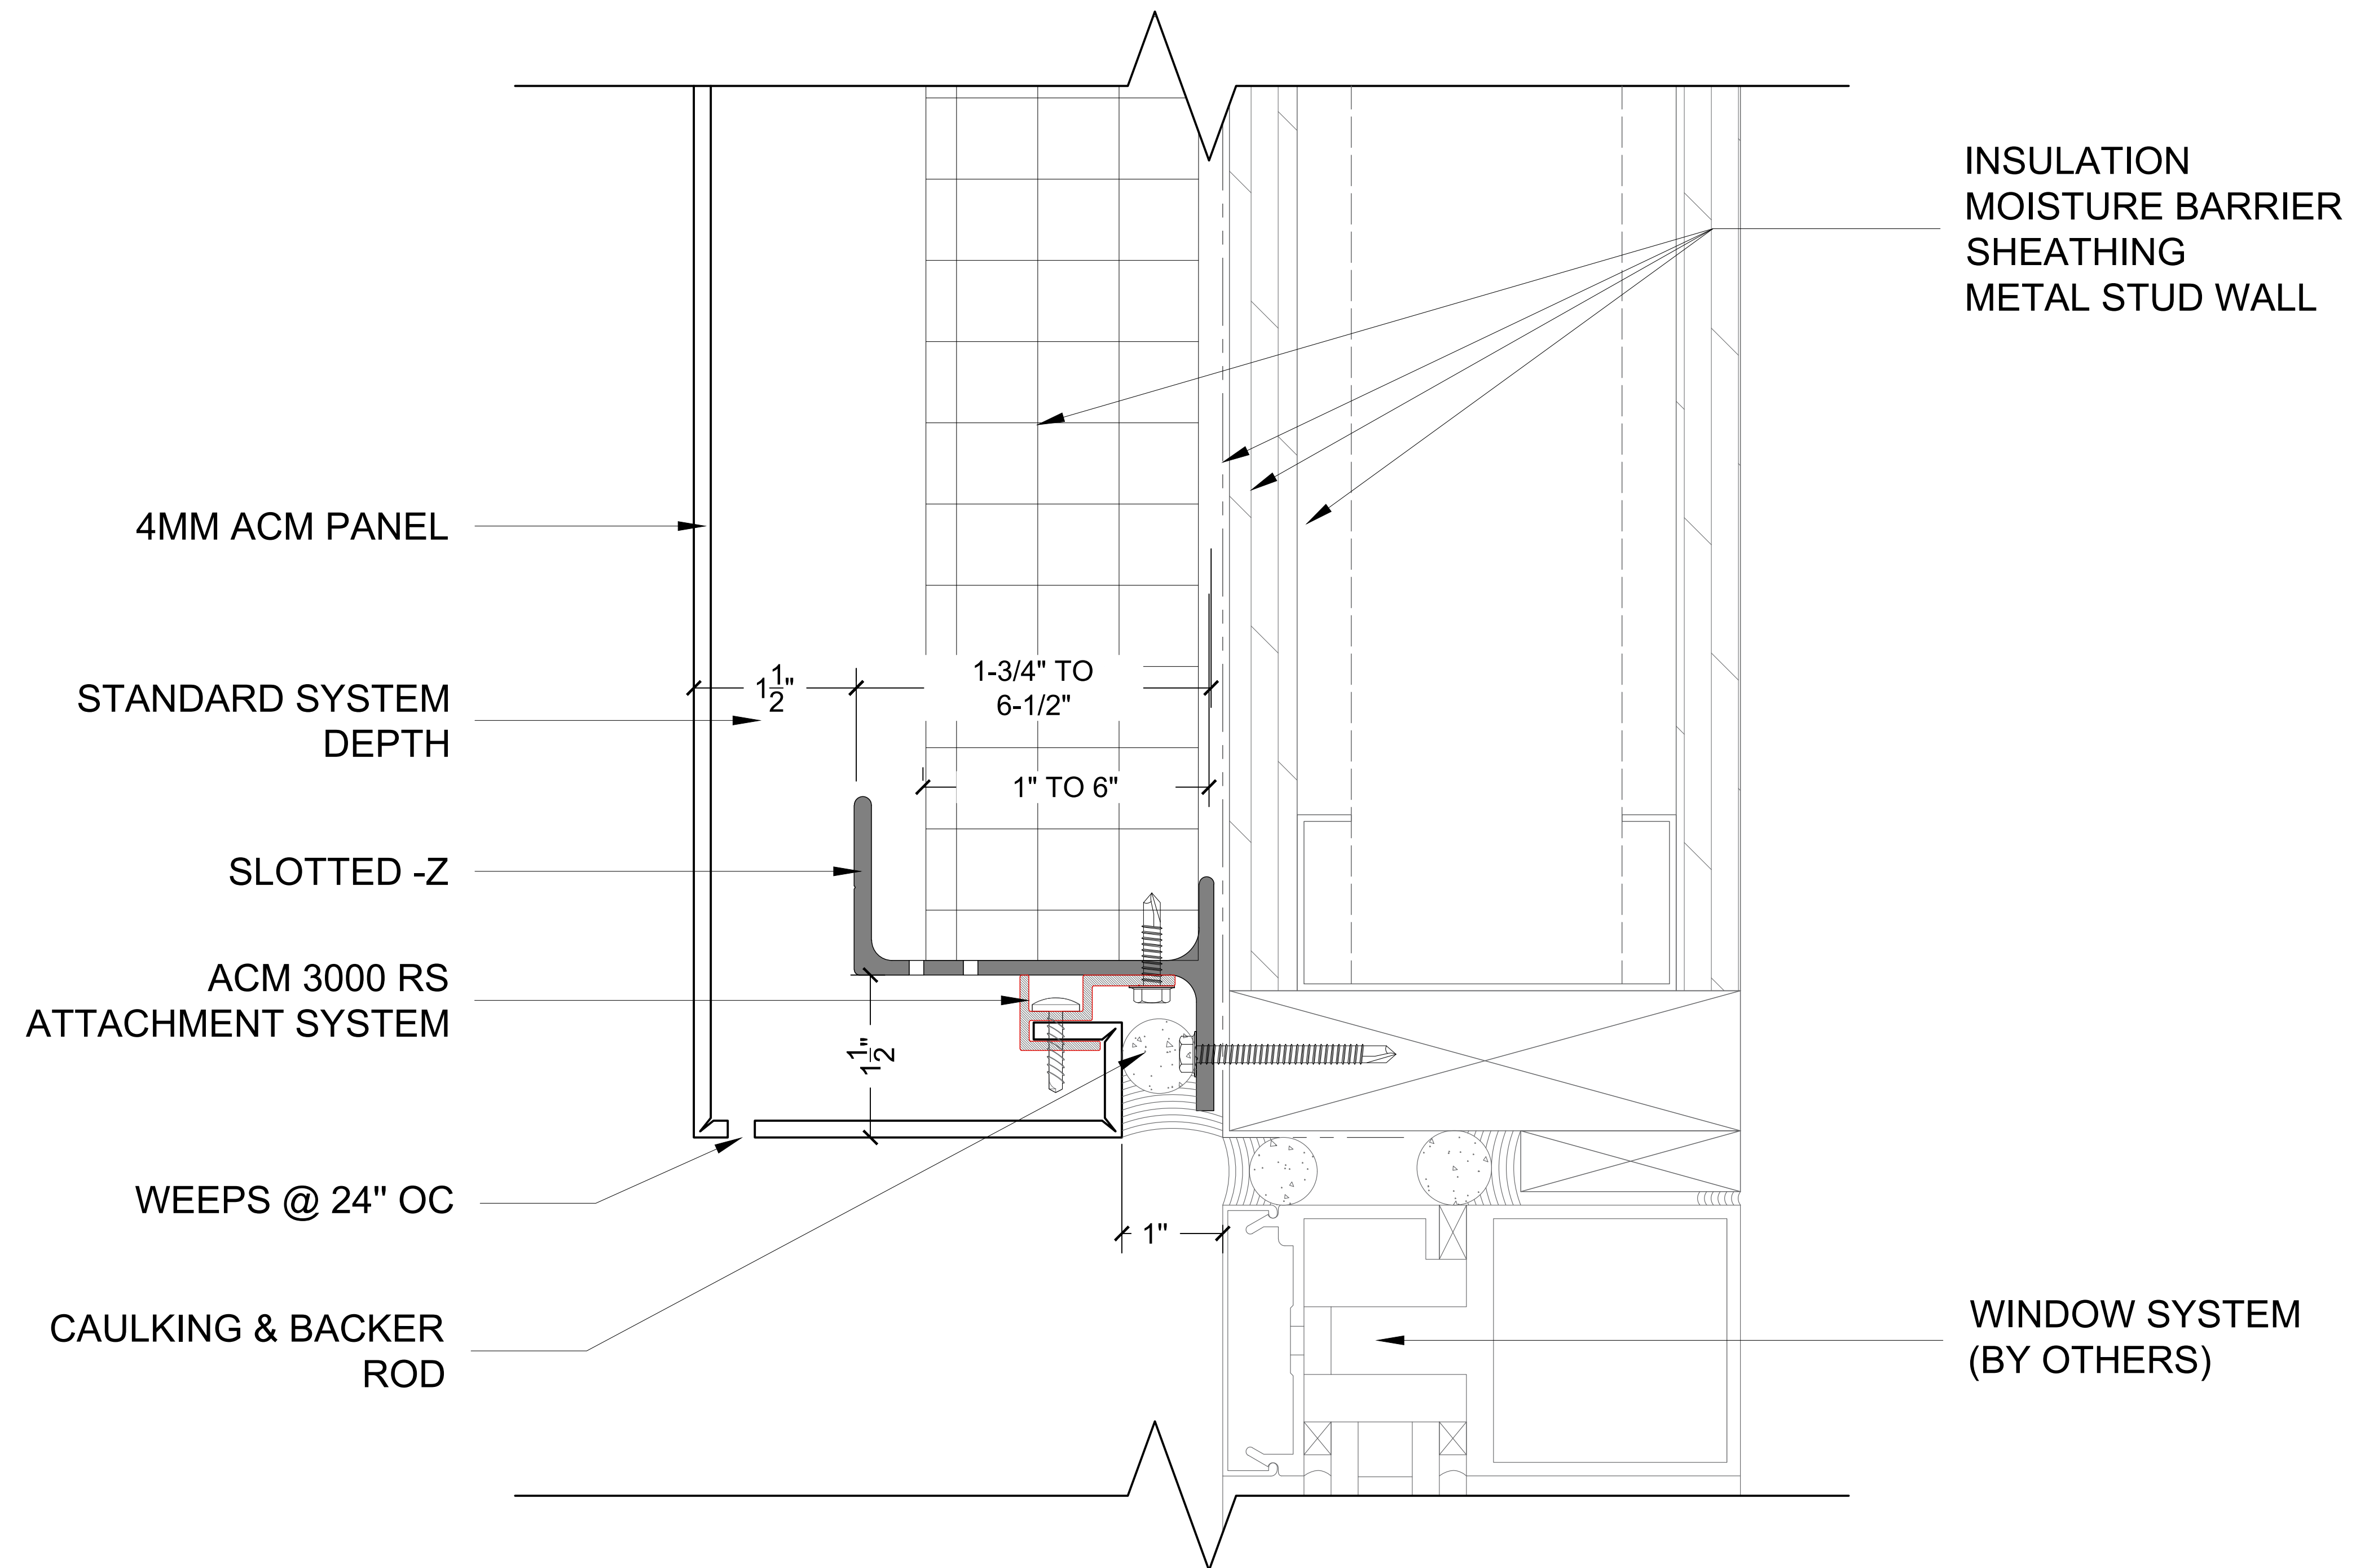 INSULATION
MOISTURE BARRIER
SHEATHING
METAL STUD WALL
4MM ACM PANEL
STANDARD SYSTEM
DEPTH
1 1/2"
1-3/4" TO
6-1/2"
1" TO 6"
SLOTTED -Z
ACM 3000 RS
ATTACHMENT SYSTEM
1 1/2"
WEEPS @ 24" OC
1"
CAULKING & BACKER
ROD
WINDOW SYSTEM
(BY OTHERS)